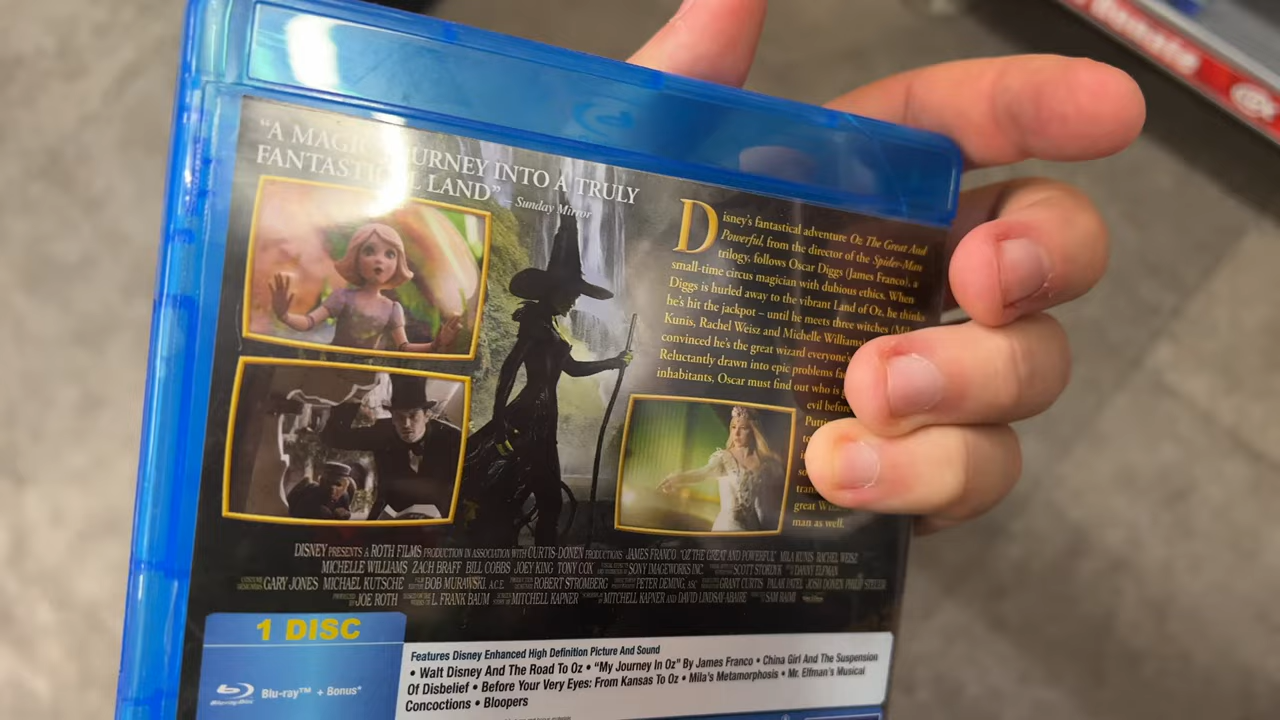 "A MAGIC JOURNEY INTO A TRULY
FANTASTICAL LAND"
– Sunday Mirror
Disney's fantastical adventure Oz The Great And
Powerful, from the director of the Spider-Man
trilogy, follows Oscar Diggs (James Franco), a
small-time circus magician with dubious ethics. When
Diggs is hurled away to the vibrant Land of Oz, he thinks
he's hit the jackpot – until he meets three witches
Kunis, Rachel Weisz and Michelle Williams
convinced he's the great wizard everyone's
Reluctantly drawn into epic problems
inhabitants, Oscar must find out who is
evil before
great
man as well.
DISNEY PRESENTS A ROTH FILMS PRODUCTION IN ASSOCIATION WITH CURTIS-DONEN PRODUCTIONS JAMES FRANCO "OZ THE GREAT AND POWERFUL" MILA KUNIS RACHEL WEISZ
MICHELLE WILLIAMS ZACH BRAFF BILL COBBS JOEY KING TONY COX SONY IMAGEWORKS INC. SCOTT STOKDYK DANNY ELFMAN
GARY JONES MICHAEL KUTSCHE BOB MURAWSKI, A.C.E. ROBERT STROMBERG PETER DEMING, ASC GRANT CURTIS PALAK PATEL JOSH DONEN PHILIP STEUER
JOE ROTH L. FRANK BAUM MITCHELL KAPNER MITCHELL KAPNER AND DAVID LINDSAY-ABAIRE SAM RAIMI
1 DISC
Blu-ray Disc
Blu-ray™ + Bonus*
Features Disney Enhanced High Definition Picture And Sound
• Walt Disney And The Road To Oz • "My Journey In Oz" By James Franco • China Girl And The Suspension
Of Disbelief • Before Your Very Eyes: From Kansas To Oz • Mila's Metamorphosis • Mr. Elfman's Musical
Concoctions • Bloopers